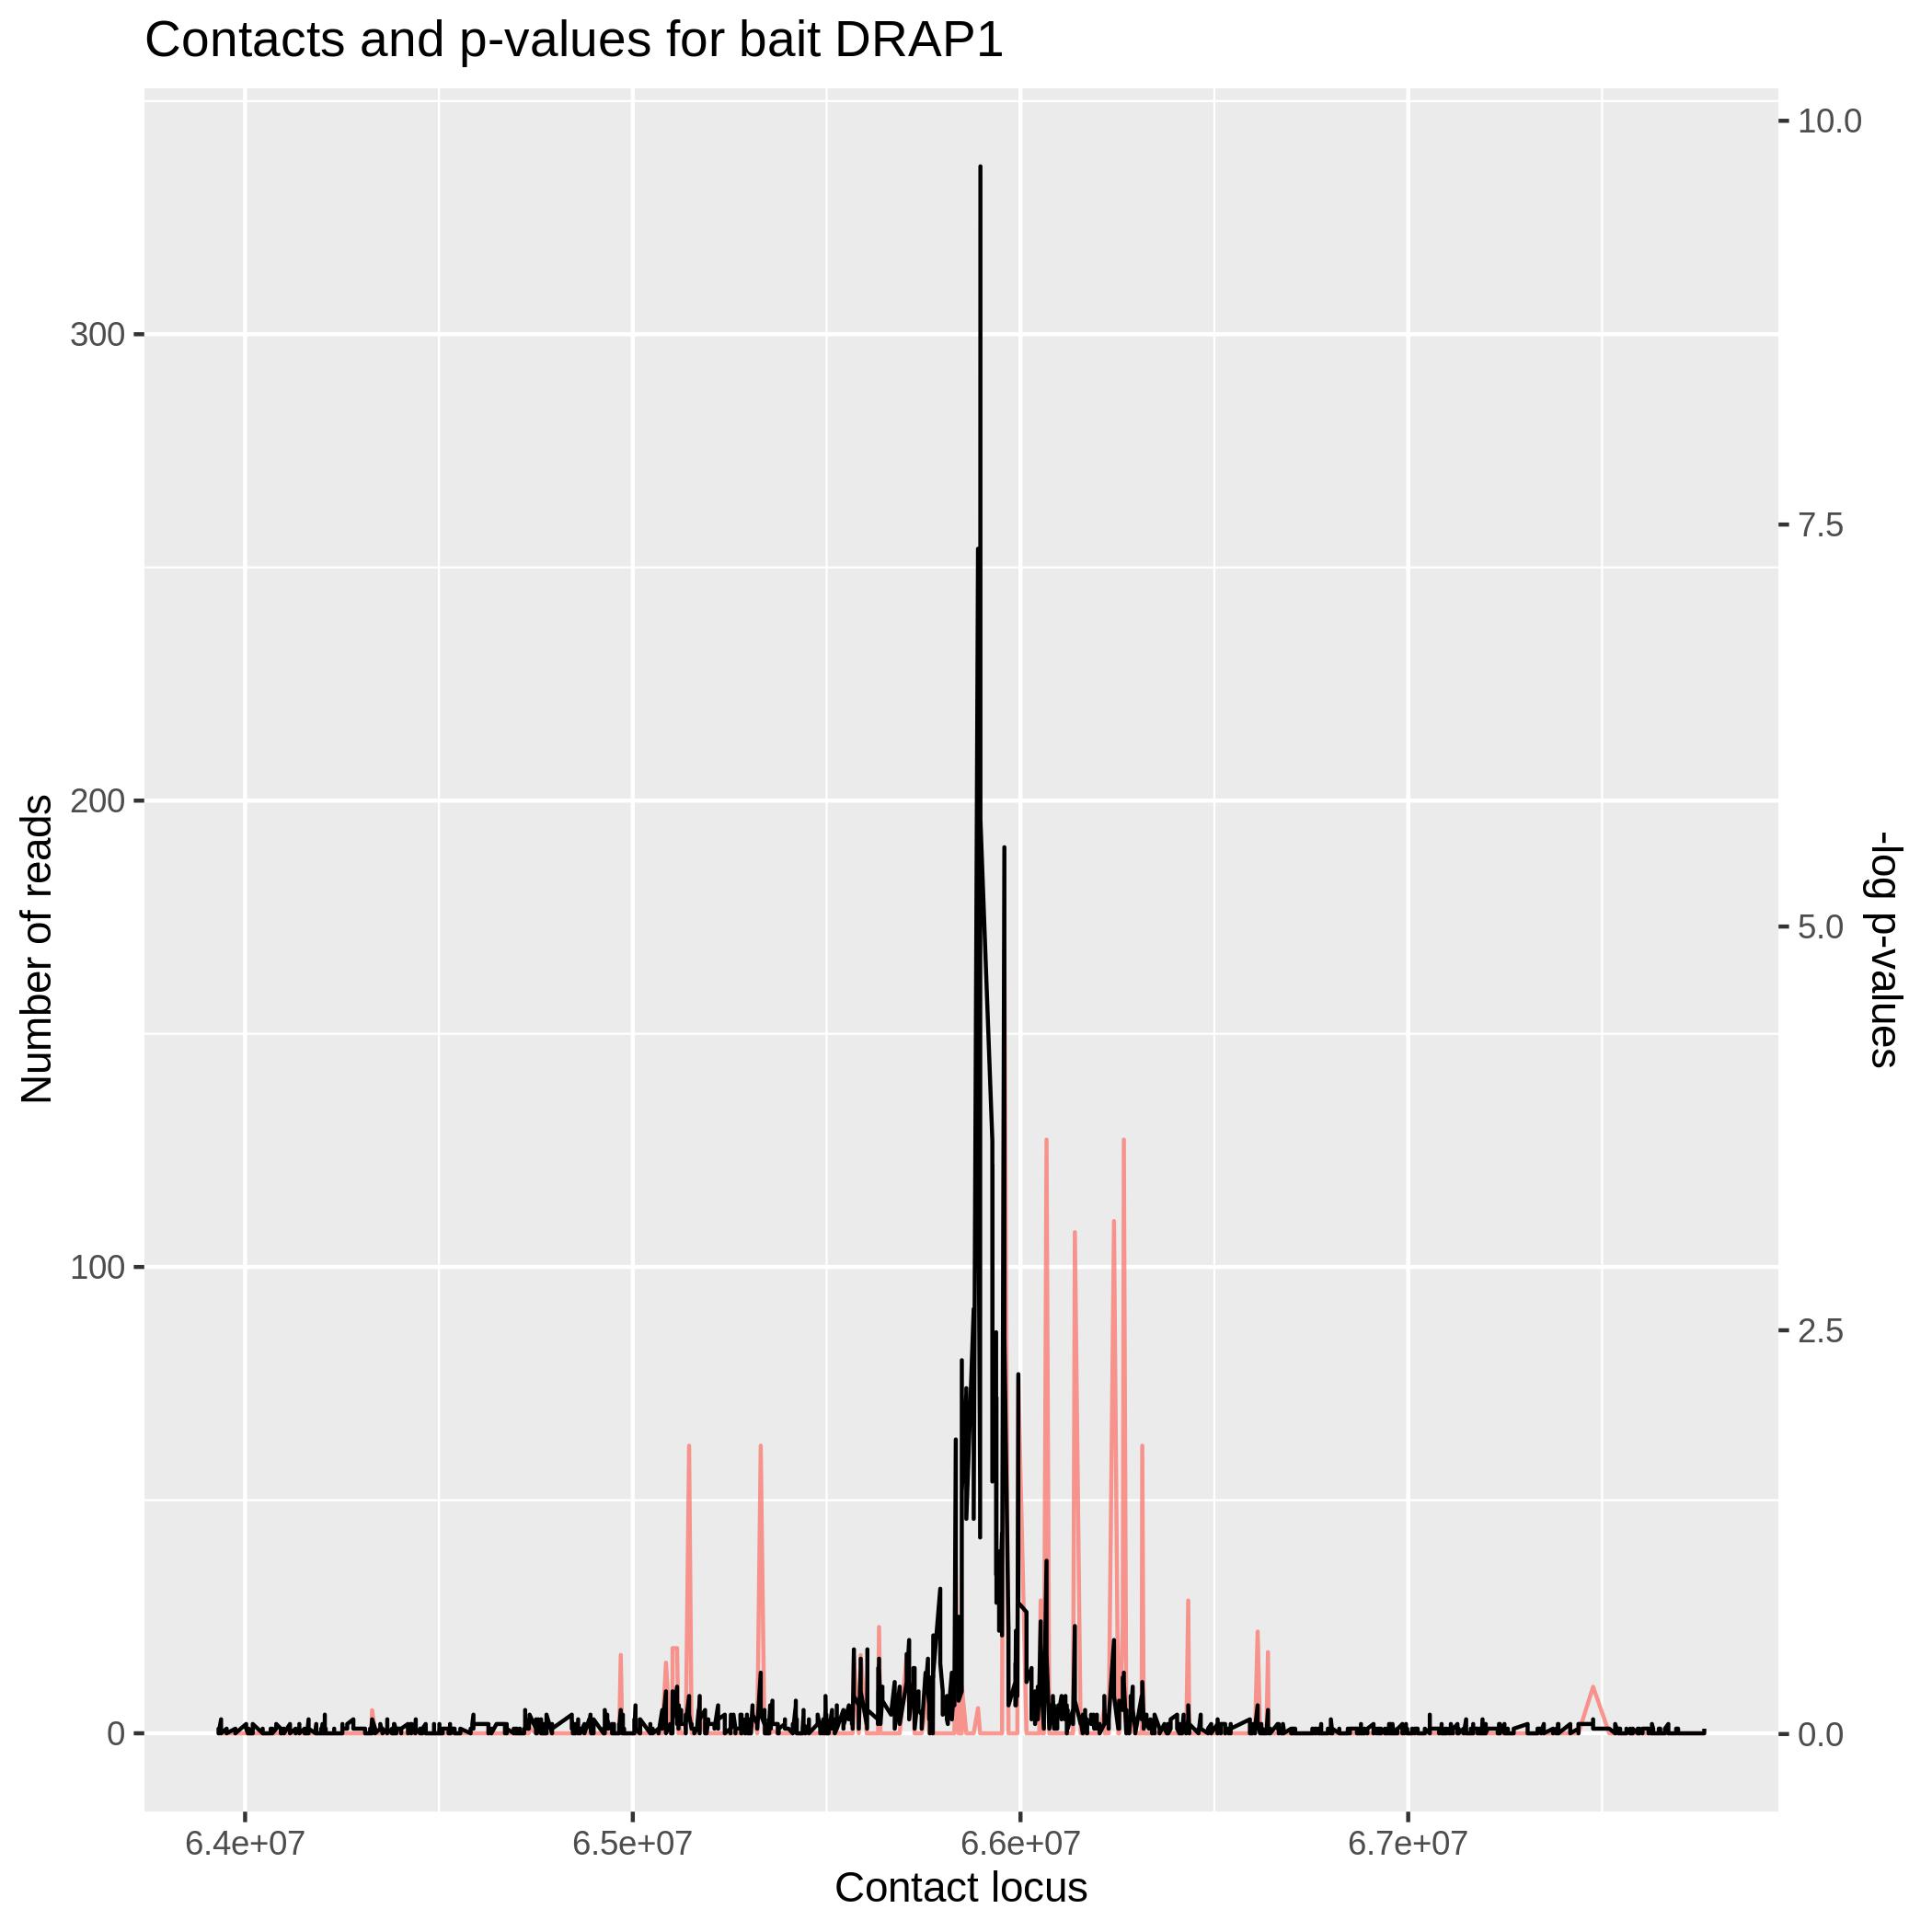 Contacts and p-values for bait DRAP1
10.0
300
7.5
200
5.0
100
2.5
0
0.0
Number of reads
-log p-values
6.4e+07
6.5e+07
6.6e+07
6.7e+07
Contact locus